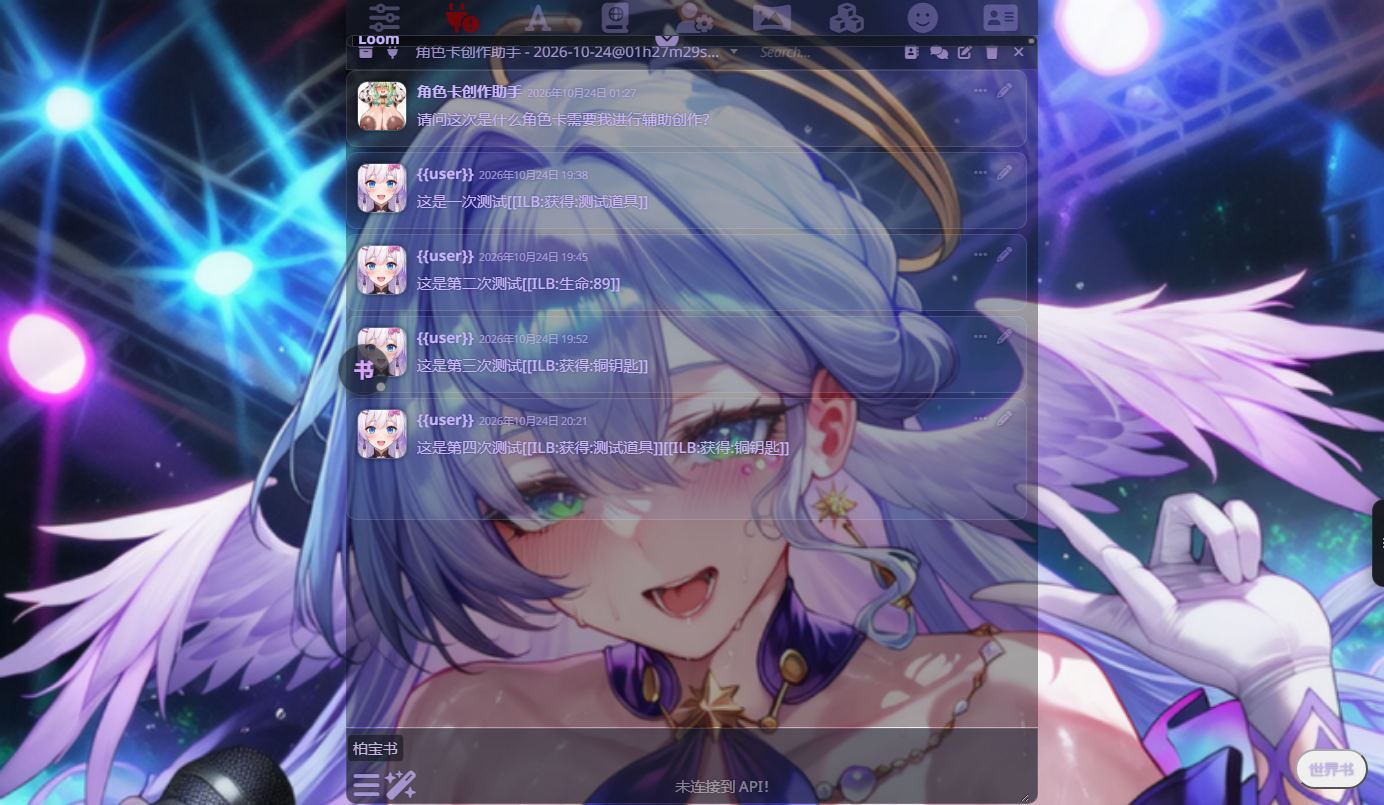 Loom
角色卡创作助手 - 2026-10-24@01h27m29s...
Search...
角色卡创作助手 2026年10月24日 01:27
请问这次是什么角色卡需要我进行辅助创作?
{{user}} 2026年10月24日 19:38
这是一次测试[[ILB:获得:测试道具]]
{{user}} 2026年10月24日 19:45
这是第二次测试[[ILB:生命:89]]
{{user}} 2026年10月24日 19:52
这是第三次测试[[ILB:获得:铜钥匙]]
书
{{user}} 2026年10月24日 20:21
这是第四次测试[[ILB:获得:测试道具]][[ILB:获得:铜钥匙]]
柏宝书
未连接到 API!
世界书